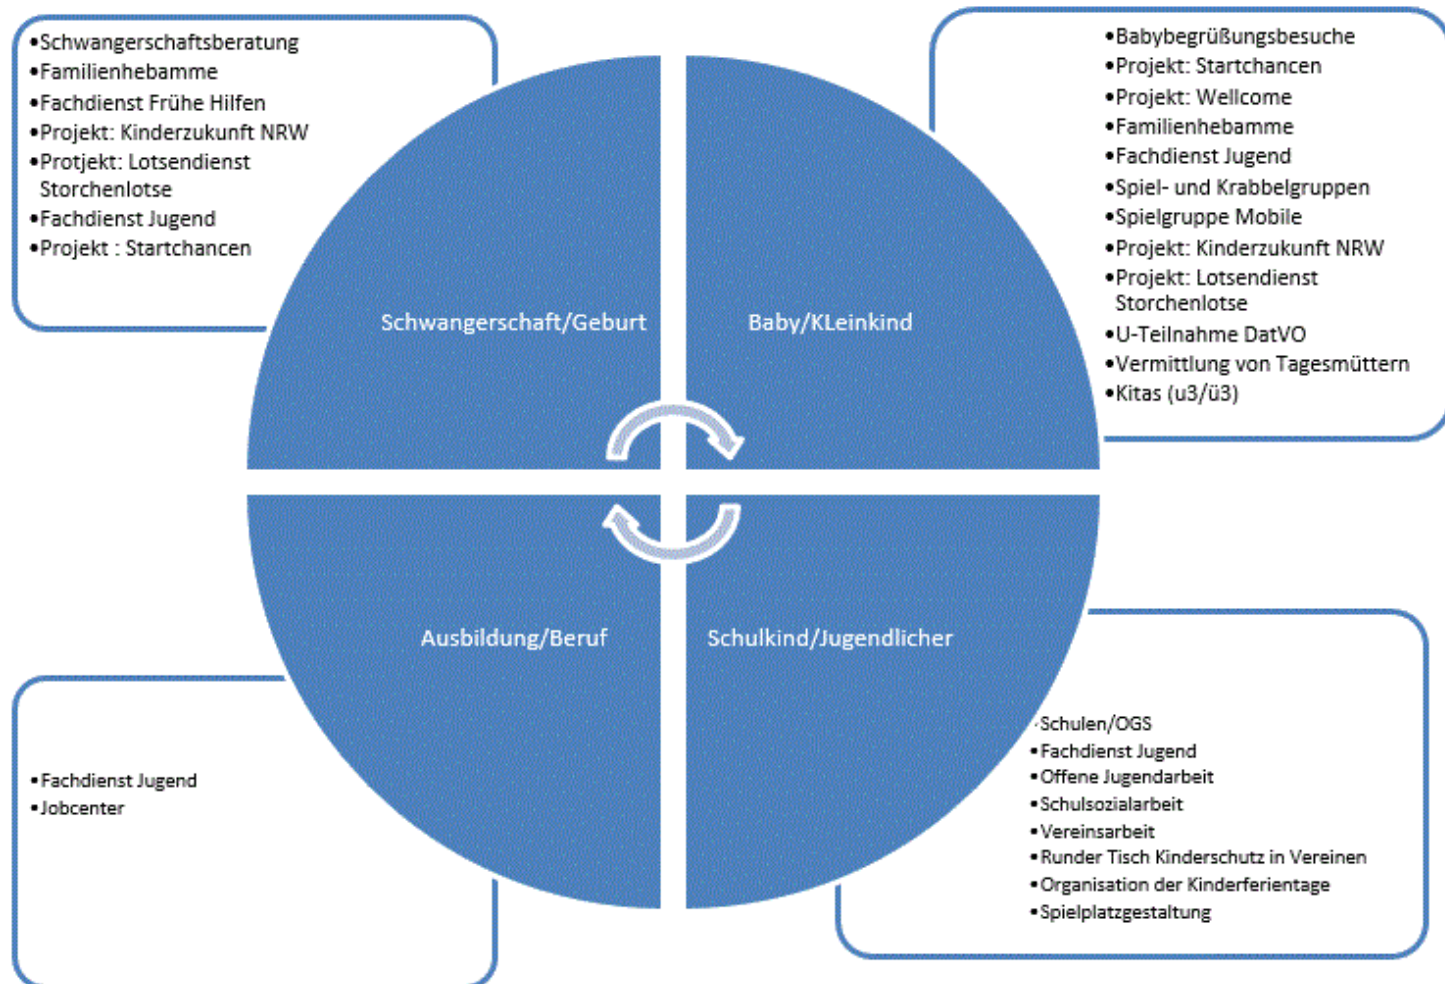 •Schwangerschaftsberatung
•Familienhebamme
•Fachdienst Frühe Hilfen
•Projekt: Kinderzukunft NRW
•Protjekt: Lotsendienst
Storchenlotse
•Fachdienst Jugend
•Projekt : Startchancen
•Babybegrüßungsbesuche
•Projekt: Startchancen
•Projekt: Wellcome
•Familienhebamme
•Fachdienst Jugend
•Spiel- und Krabbelgruppen
•Spielgruppe Mobile
•Projekt: Kinderzukunft NRW
•Projekt: Lotsendienst
Storchenlotse
•U-Teilnahme DatVO
•Vermittlung von Tagesmüttern
•Kitas (u3/ü3)
Schwangerschaft/Geburt
Baby/KLeinkind
Ausbildung/Beruf
Schulkind/Jugendlicher
•Fachdienst Jugend
•Jobcenter
•Schulen/OGS
•Fachdienst Jugend
•Offene Jugendarbeit
•Schulsozialarbeit
•Vereinsarbeit
•Runder Tisch Kinderschutz in Vereinen
•Organisation der Kinderferientage
•Spielplatzgestaltung